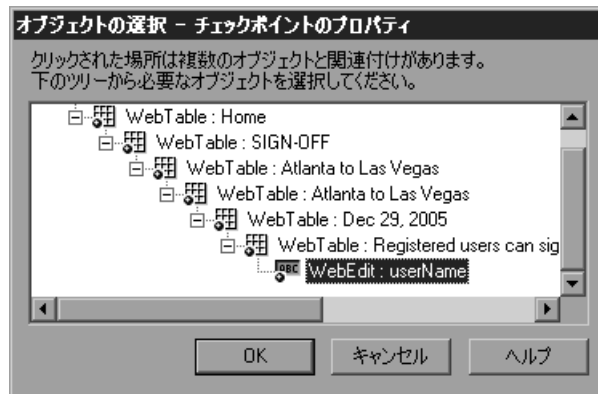 オブジェクトの選択 - チェックポイントのプロパティ
クリックされた場所は複数のオブジェクトと関連付けがあります。
下のツリーから必要なオブジェクトを選択してください。
WebTable : Home
WebTable : SIGN-OFF
WebTable : Atlanta to Las Vegas
WebTable : Atlanta to Las Vegas
WebTable : Dec 29, 2005
WebTable : Registered users can sig
ABC WebEdit : userName
OK キャンセル ヘルプ